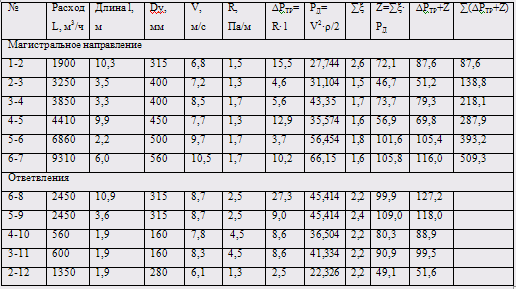 № Расход L, м³/ч Длина l, м Dу, мм V, м/с R, Па/м ΔPтр= R·l Pд= V²·ρ/2 ∑ξ Z=∑ξ·Pд ΔPтр+Z ∑(ΔPтр+Z)
Магистральное направление
1-2 1900 10,3 315 6,8 1,5 15,5 27,744 2,6 72,1 87,6 87,6
2-3 3250 3,5 400 7,2 1,3 4,6 31,104 1,5 46,7 51,2 138,8
3-4 3850 3,3 400 8,5 1,7 5,6 43,35 1,7 73,7 79,3 218,1
4-5 4410 9,9 450 7,7 1,3 12,9 35,574 1,6 56,9 69,8 287,9
5-6 6860 2,2 500 9,7 1,7 3,7 56,454 1,8 101,6 105,4 393,2
6-7 9310 6,0 560 10,5 1,7 10,2 66,15 1,6 105,8 116,0 509,3
Ответвления
6-8 2450 10,9 315 8,7 2,5 27,3 45,414 2,2 99,9 127,2
5-9 2450 3,6 315 8,7 2,5 9,0 45,414 2,4 109,0 118,0
4-10 560 1,9 160 7,8 4,5 8,6 36,504 2,2 80,3 88,9
3-11 600 1,9 160 8,3 4,5 8,6 41,334 2,2 90,9 99,5
2-12 1350 1,9 280 6,1 1,3 2,5 22,326 2,2 49,1 51,6